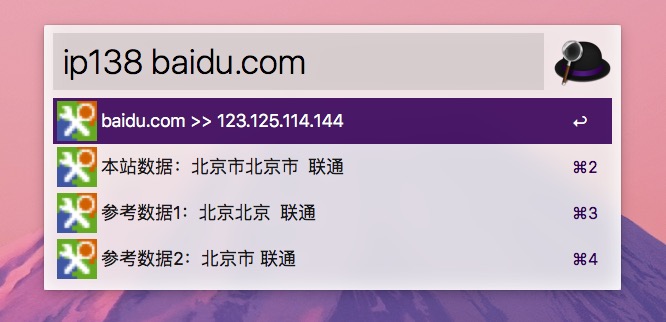 ip138 baidu.com
baidu.com >> 123.125.114.144 ↩
本站数据：北京市北京市 联通 ⌘2
参考数据1：北京北京 联通 ⌘3
参考数据2：北京市 联通 ⌘4